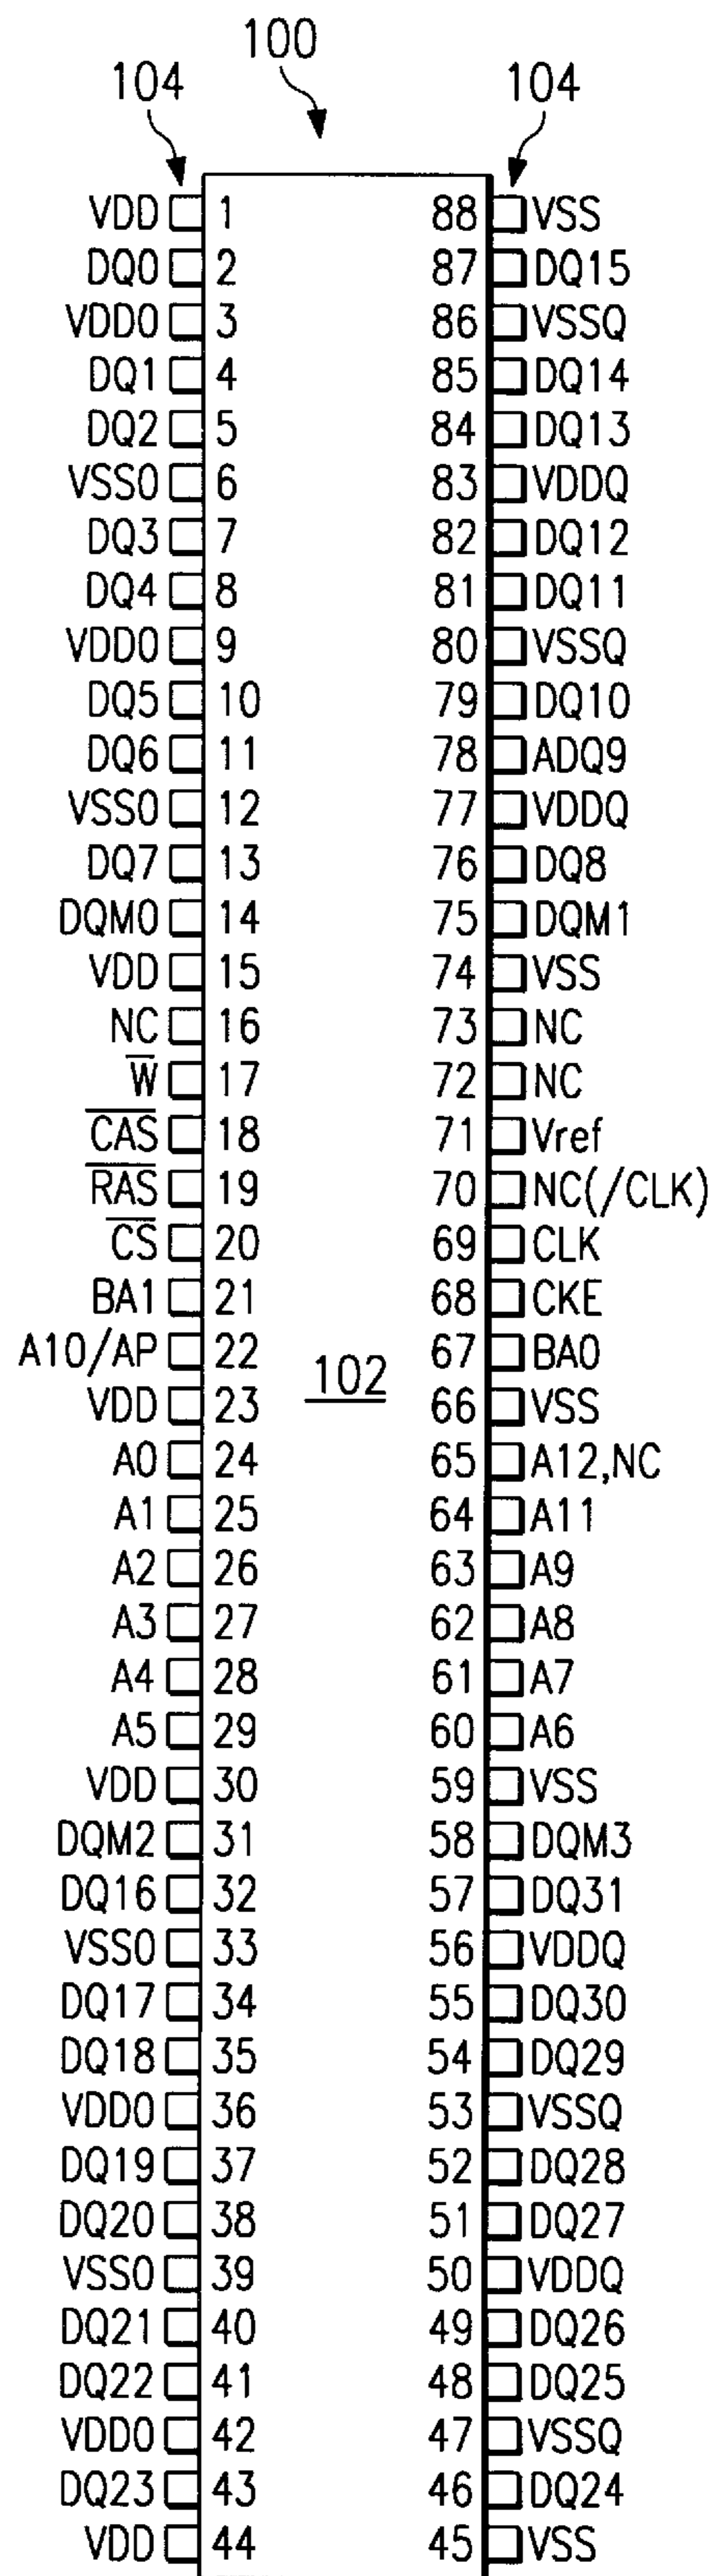 100
104 104
VDD 1 88 VSS
DQ0 2 87 DQ15
VDD0 3 86 VSSQ
DQ1 4 85 DQ14
DQ2 5 84 DQ13
VSS0 6 83 VDDQ
DQ3 7 82 DQ12
DQ4 8 81 DQ11
VDD0 9 80 VSSQ
DQ5 10 79 DQ10
DQ6 11 78 ADQ9
VSS0 12 77 VDDQ
DQ7 13 76 DQ8
DQM0 14 75 DQM1
VDD 15 74 VSS
NC 16 73 NC
W̅ 17 72 NC
C̅A̅S̅ 18 71 Vref
R̅A̅S̅ 19 70 NC(/CLK)
C̅S̅ 20 69 CLK
BA1 21 68 CKE
A10/AP 22 67 BA0
102
VDD 23 66 VSS
A0 24 65 A12,NC
A1 25 64 A11
A2 26 63 A9
A3 27 62 A8
A4 28 61 A7
A5 29 60 A6
VDD 30 59 VSS
DQM2 31 58 DQM3
DQ16 32 57 DQ31
VSS0 33 56 VDDQ
DQ17 34 55 DQ30
DQ18 35 54 DQ29
VDD0 36 53 VSSQ
DQ19 37 52 DQ28
DQ20 38 51 DQ27
VSS0 39 50 VDDQ
DQ21 40 49 DQ26
DQ22 41 48 DQ25
VDD0 42 47 VSSQ
DQ23 43 46 DQ24
VDD 44 45 VSS